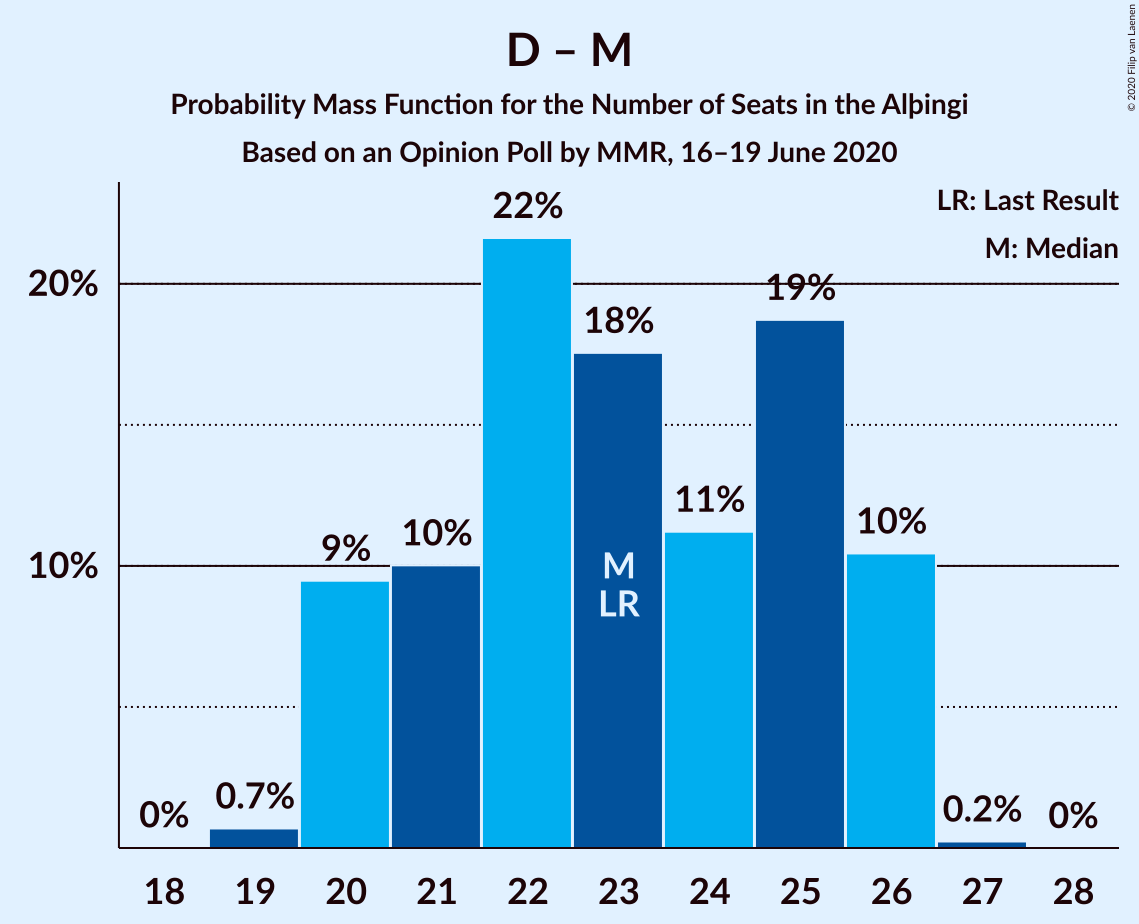 D – M
Probability Mass Function for the Number of Seats in the Alþingi
Based on an Opinion Poll by MMR, 16–19 June 2020
© 2020 Filip van Laenen
LR: Last Result
M: Median
20%
10%
0%
0.7%
9%
10%
22%
18%
11%
19%
10%
0.2%
0%
M
LR
18 19 20 21 22 23 24 25 26 27 28